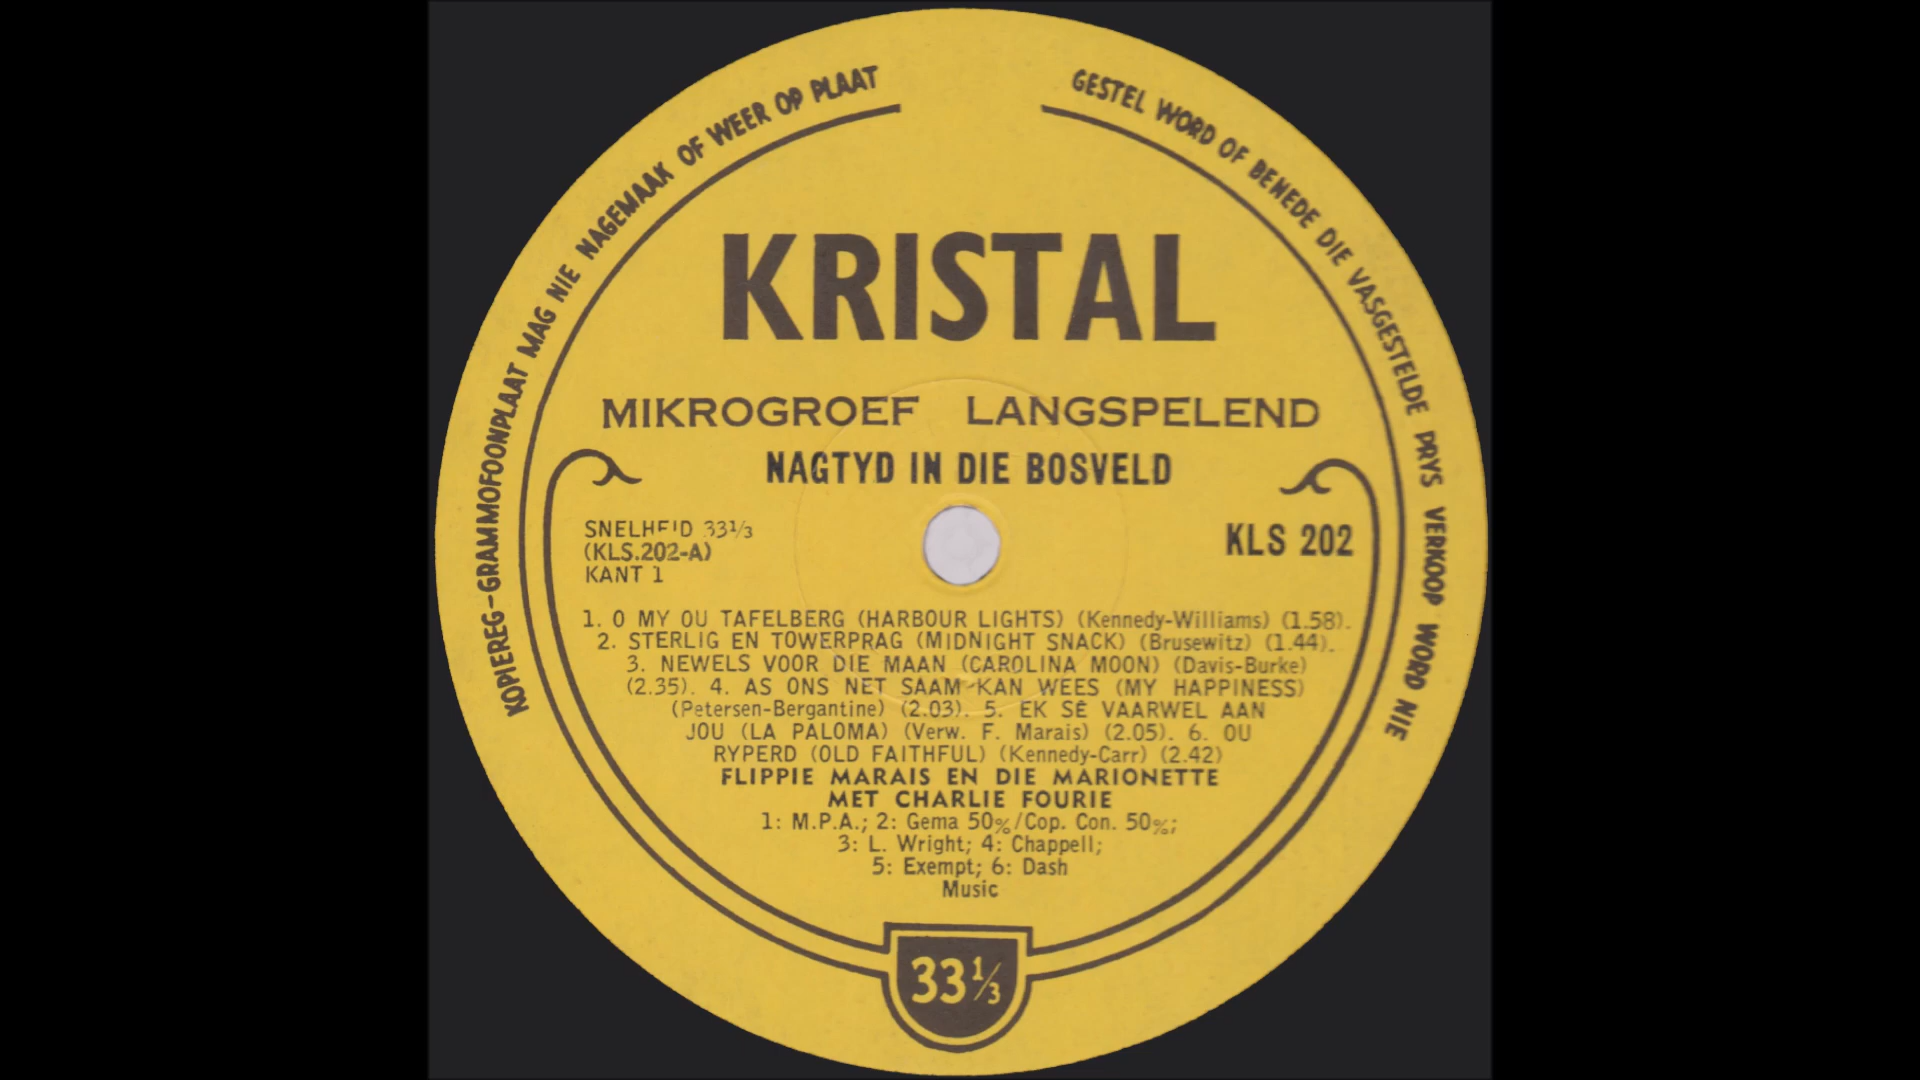 KOPIEREG-GRAMMOFOONPLAAT MAG NIE NAGEMAAK OF WEER OP PLAAT
GESTEL WORD OF BENEDE DIE VASGESTELDE PRYS VERKOOP WORD NIE
KRISTAL
MIKROGROEF LANGSPELEND
NAGTYD IN DIE BOSVELD
SNELHEID 33⅓
(KLS.202-A)
KANT 1
KLS 202
1. O MY OU TAFELBERG (HARBOUR LIGHTS) (Kennedy-Williams) (1.58).
2. STERLIG EN TOWERPRAG (MIDNIGHT SNACK) (Brusewitz) (1.44).
3. NEWELS VOOR DIE MAAN (CAROLINA MOON) (Davis-Burke)
(2.35). 4. AS ONS NET SAAM KAN WEES (MY HAPPINESS)
(Petersen-Bergantine) (2.03). 5. EK SÊ VAARWEL AAN
JOU (LA PALOMA) (Verw. F. Marais) (2.05). 6. OU
RYPERD (OLD FAITHFUL) (Kennedy-Carr) (2.42)
FLIPPIE MARAIS EN DIE MARIONETTE
MET CHARLIE FOURIE
1: M.P.A.; 2: Gema 50%/Cop. Con. 50%;
3: L. Wright; 4: Chappell;
5: Exempt; 6: Dash
Music
33⅓